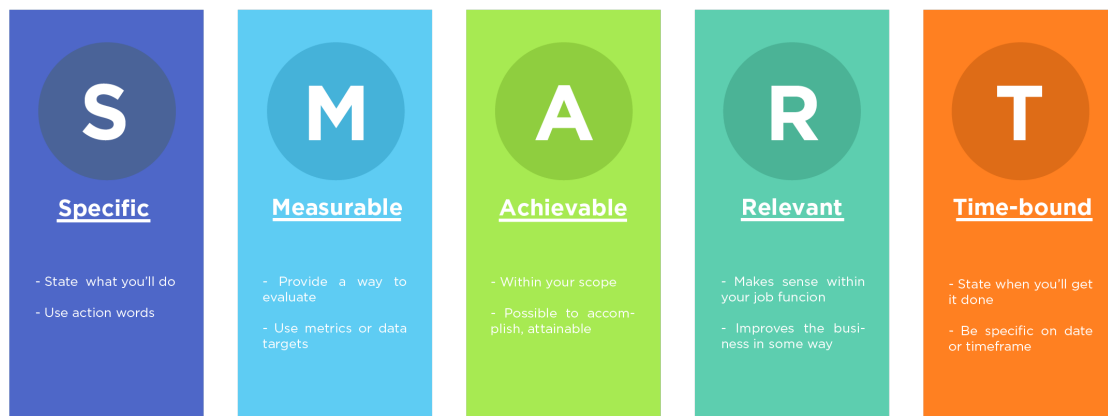 S
Specific
- State what you'll do
- Use action words
M
Measurable
- Provide a way to
evaluate
- Use metrics or data
targets
A
Achievable
- Within your scope
- Possible to accom-
plish, attainable
R
Relevant
- Makes sense within
your job funcion
- Improves the busi-
ness in some way
T
Time-bound
- State when you'll get
it done
- Be specific on date
or timeframe